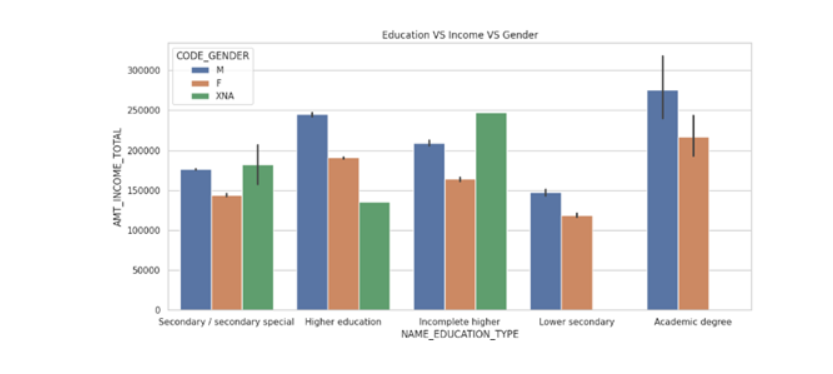 Education VS Income VS Gender
CODE_GENDER
M
F
XNA
300000
250000
200000
150000
100000
50000
0
AMT_INCOME_TOTAL
Secondary / secondary special Higher education Incomplete higher Lower secondary Academic degree
NAME_EDUCATION_TYPE